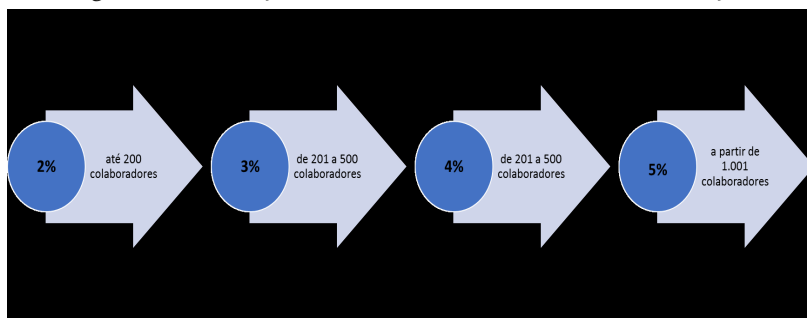 2%
até 200
colaboradores
3%
de 201 a 500
colaboradores
4%
de 201 a 500
colaboradores
5%
a partir de
1.001
colaboradores